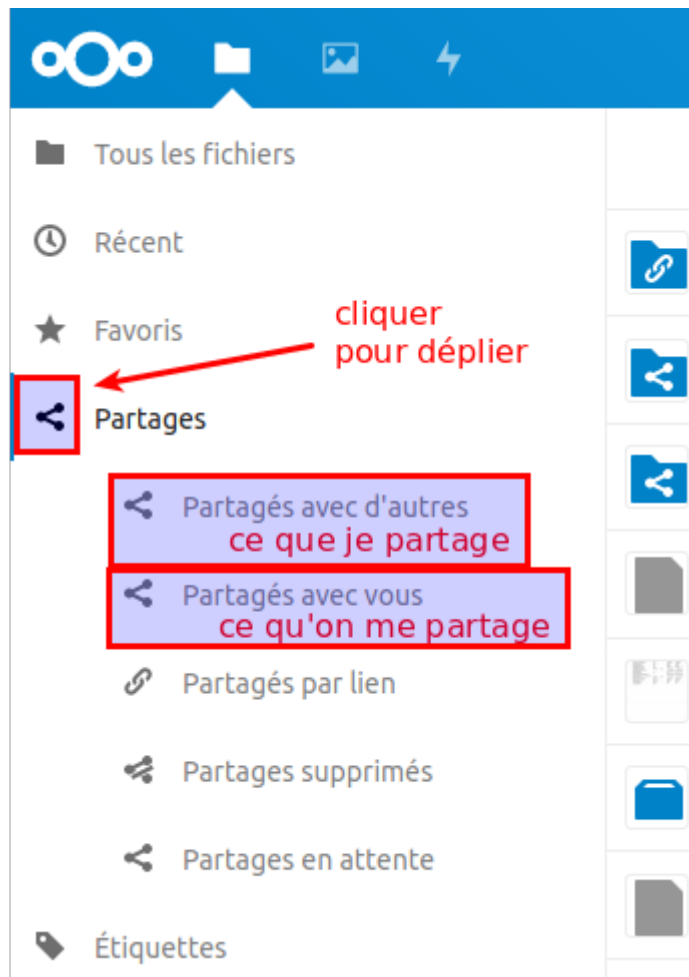 Tous les fichiers
Récent
Favoris
cliquer
pour déplier
Partages
Partagés avec d'autres
ce que je partage
Partagés avec vous
ce qu'on me partage
Partagés par lien
Partages supprimés
Partages en attente
Étiquettes